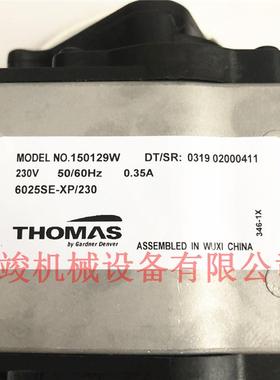 MODEL NO.150129W DT/SR: 0319 02000411
230V 50/60Hz 0.35A
6025SE-XP/230
346-1X
THOMAS
by Gardner Denver
ASSEMBLED IN WUXI CHINA
竣机械设备有限公